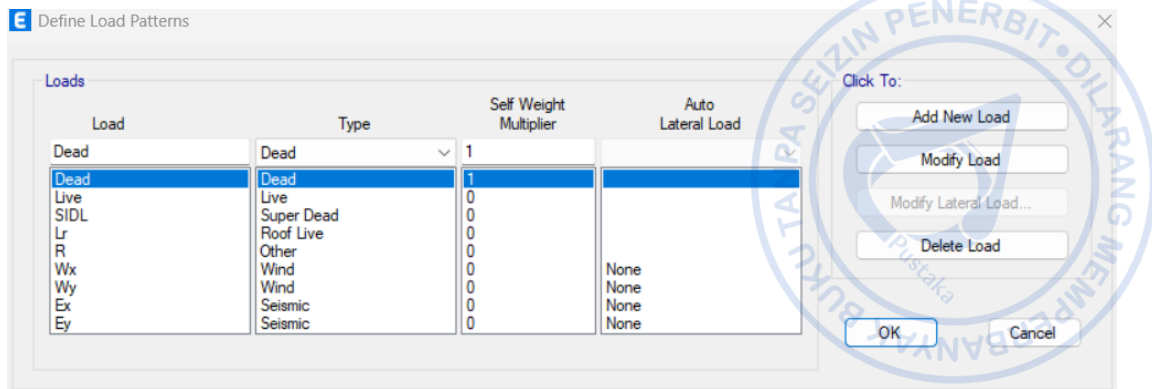 E Define Load Patterns
Loads
Click To:
Load Type Self Weight Multiplier Auto Lateral Load
Dead Dead 1
Dead Dead 1
Live Live 0
SIDL Super Dead 0
Lr Roof Live 0
R Other 0
Wx Wind 0 None
Wy Wind 0 None
Ex Seismic 0 None
Ey Seismic 0 None
Add New Load
Modify Load
Modify Lateral Load...
Delete Load
OK Cancel
TANPA SEIZIN PENERBIT • DILARANG MEMPERBANYAK BUKU
Pustaka